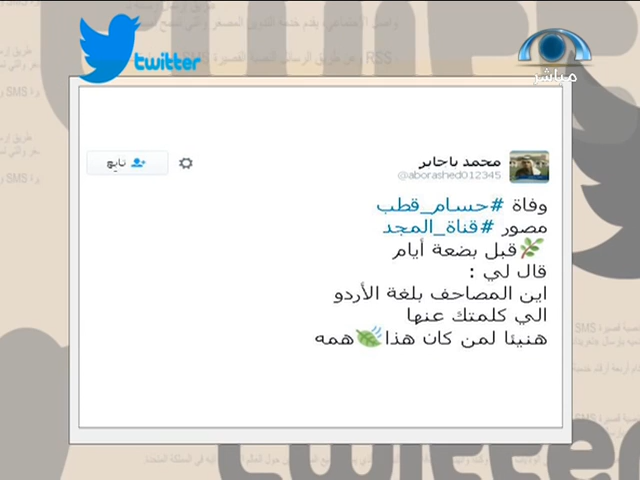 twitter
مباشر
محمد باجابر
@aborashed012345
تابع
وفاة #حسام_قطب
مصور #قناة_المجد
🌿قبل بضعة أيام
قال لي :
اين المصاحف بلغة الأردو
الي كلمتك عنها
هنيئا لمن كان هذا🍃همه